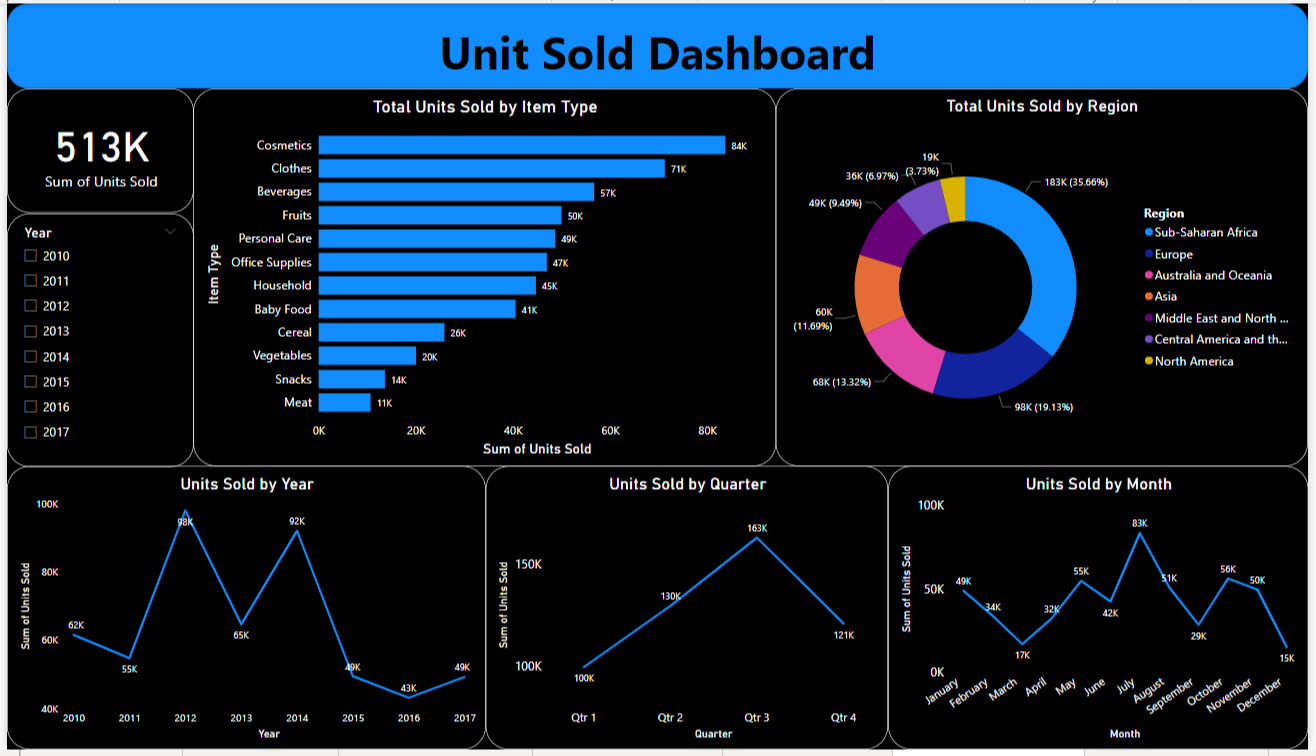 Unit Sold Dashboard
513K
Sum of Units Sold
Year
2010
2011
2012
2013
2014
2015
2016
2017
Total Units Sold by Item Type
Item Type
Cosmetics 84K
Clothes 71K
Beverages 57K
Fruits 50K
Personal Care 49K
Office Supplies 47K
Household 45K
Baby Food 41K
Cereal 26K
Vegetables 20K
Snacks 14K
Meat 11K
0K 20K 40K 60K 80K
Sum of Units Sold
Total Units Sold by Region
19K
(3.73%)
36K (6.97%)
183K (35.66%)
49K (9.49%)
60K
(11.69%)
68K (13.32%)
98K (19.13%)
Region
Sub-Saharan Africa
Europe
Australia and Oceania
Asia
Middle East and North ...
Central America and th...
North America
Units Sold by Year
Sum of Units Sold
100K
80K
60K
40K
62K
55K
98K
65K
92K
49K
43K
49K
2010 2011 2012 2013 2014 2015 2016 2017
Year
Units Sold by Quarter
Sum of Units Sold
150K
100K
100K
130K
163K
121K
Qtr 1 Qtr 2 Qtr 3 Qtr 4
Quarter
Units Sold by Month
Sum of Units Sold
100K
50K
0K
49K
34K
17K
32K
55K
42K
83K
51K
29K
56K
50K
15K
January February March April May June July August September October November December
Month